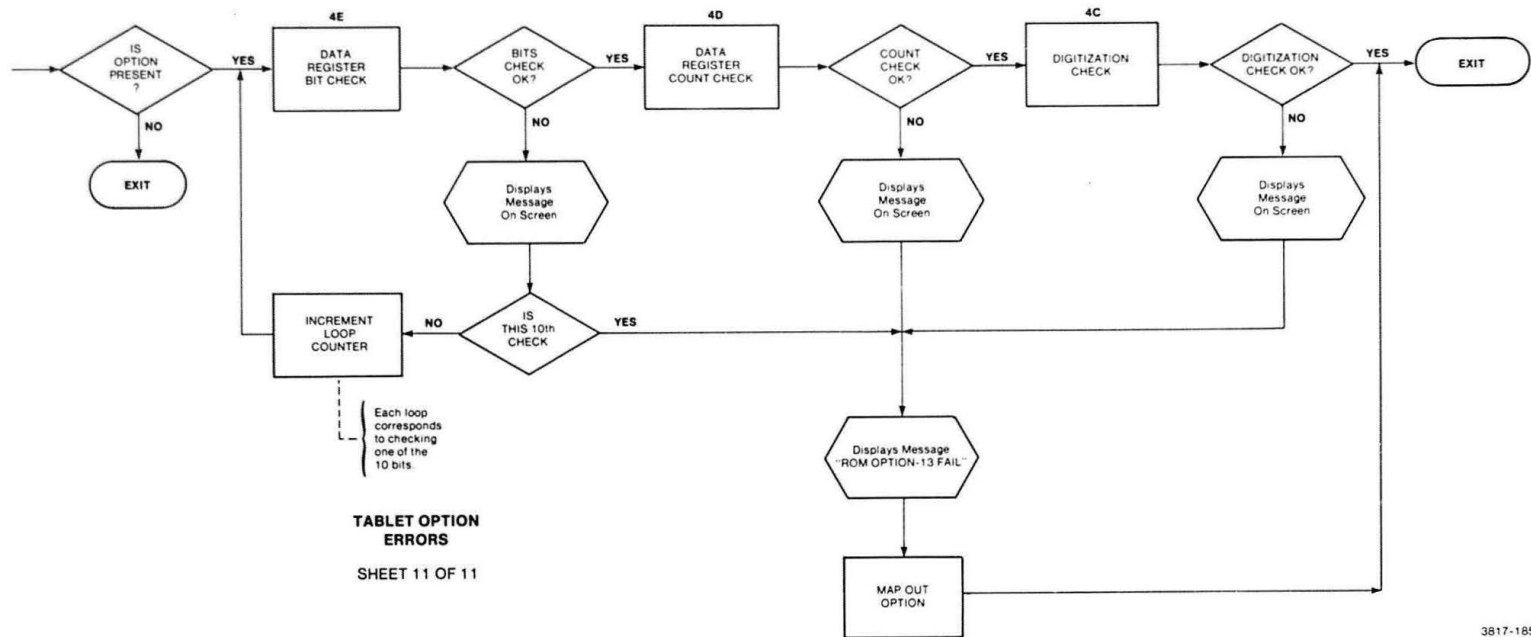 4E
4D
4C
IS
OPTION
PRESENT
?
YES
DATA
REGISTER
BIT CHECK
BITS
CHECK
OK?
YES
DATA
REGISTER
COUNT CHECK
COUNT
CHECK
OK?
YES
DIGITIZATION
CHECK
DIGITIZATION
CHECK OK?
YES
EXIT
NO
NO
NO
NO
EXIT
Displays
Message
On Screen
Displays
Message
On Screen
Displays
Message
On Screen
INCREMENT
LOOP
COUNTER
NO
IS
THIS 10th
CHECK
YES
Each loop
corresponds
to checking
one of the
10 bits.
Displays Message
"ROM OPTION-13 FAIL"
TABLET OPTION
ERRORS
SHEET 11 OF 11
MAP OUT
OPTION
3817-185